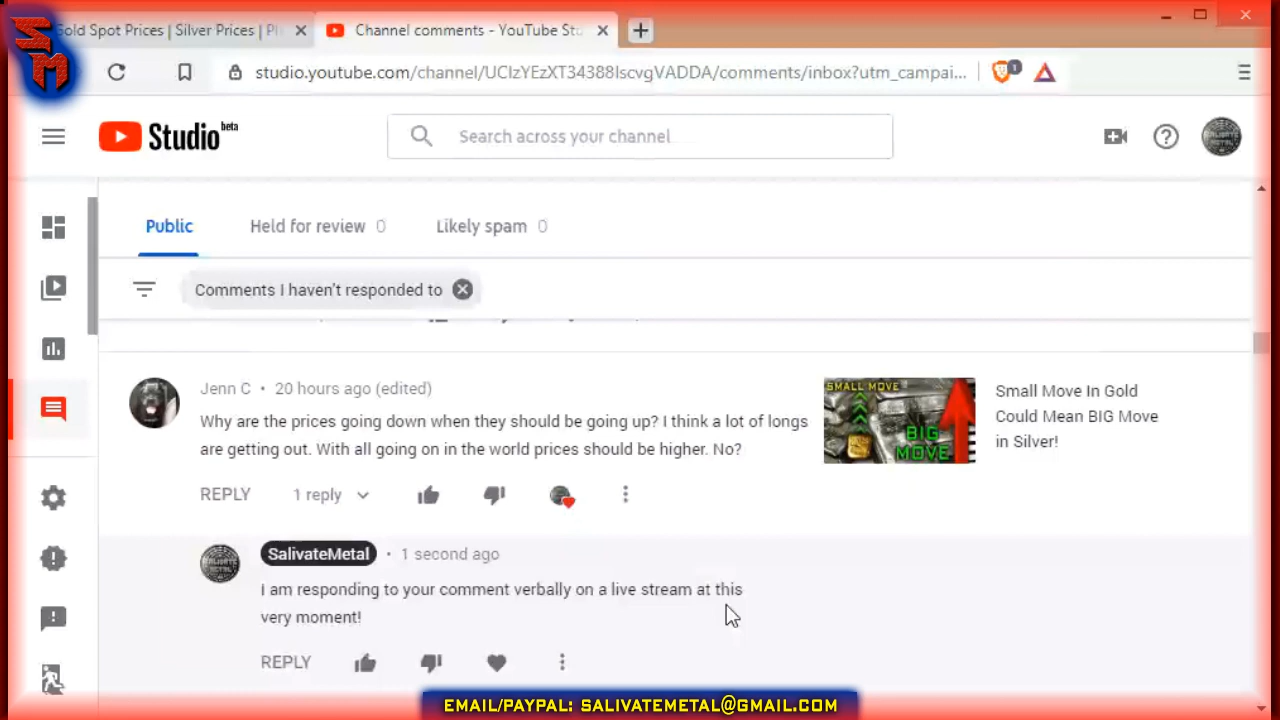 SM
Gold Spot Prices | Silver Prices | Pl
Channel comments - YouTube Stu
studio.youtube.com/channel/UCIzYEzXT34388IscvgVADDA/comments/inbox?utm_campai...
1
Studio beta
Search across your channel
SALIVATE METAL
Public
Held for review 0
Likely spam 0
Comments I haven't responded to
Jenn C • 20 hours ago (edited)
Why are the prices going down when they should be going up? I think a lot of longs
are getting out. With all going on in the world prices should be higher. No?
REPLY
1 reply
SMALL MOVE
BIG
MOVE
Small Move In Gold
Could Mean BIG Move
in Silver!
SalivateMetal • 1 second ago
I am responding to your comment verbally on a live stream at this
very moment!
REPLY
EMAIL/PAYPAL: SALIVATEMETAL@GMAIL.COM